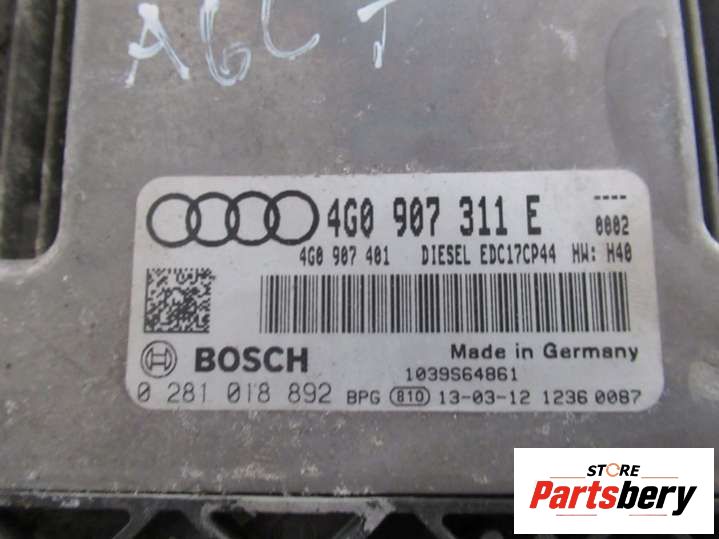 A6C7
4G0 907 311 E ----
0002
4G0 907 401 DIESEL EDC17CP44 HW: H40
BOSCH Made in Germany
1039S64861
0 281 018 892 BPG 810 13-03-12 1236 0087
STORE
Partsbery